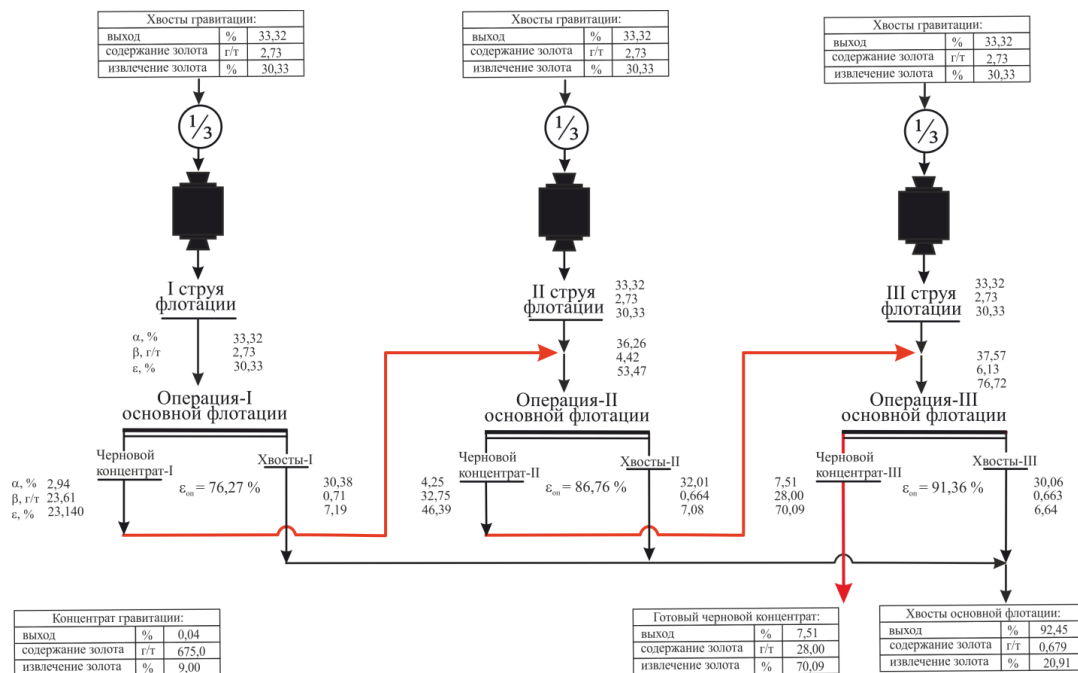 Хвосты гравитации:
выход % 33,32
содержание золота г/т 2,73
извлечение золота % 30,33
Хвосты гравитации:
выход % 33,32
содержание золота г/т 2,73
извлечение золота % 30,33
Хвосты гравитации:
выход % 33,32
содержание золота г/т 2,73
извлечение золота % 30,33
⅓
⅓
⅓
I струя
флотации
α, % 33,32
β, г/т 2,73
ε, % 30,33
II струя
флотации
33,32
2,73
30,33
36,26
4,42
53,47
III струя
флотации
33,32
2,73
30,33
37,57
6,13
76,72
Операция-I
основной флотации
Черновой
концентрат-I
Хвосты-I
α, % 2,94
β, г/т 23,61
ε, % 23,140
εоп = 76,27 %
30,38
0,71
7,19
Операция-II
основной флотации
Черновой
концентрат-II
Хвосты-II
4,25
32,75
46,39
εоп = 86,76 %
32,01
0,664
7,08
Операция-III
основной флотации
Черновой
концентрат-III
Хвосты-III
7,51
28,00
70,09
εоп = 91,36 %
30,06
0,663
6,64
Концентрат гравитации:
выход % 0,04
содержание золота г/т 675,0
извлечение золота % 9,00
Готовый черновой концентрат:
выход % 7,51
содержание золота г/т 28,00
извлечение золота % 70,09
Хвосты основной флотации:
выход % 92,45
содержание золота г/т 0,679
извлечение золота % 20,91